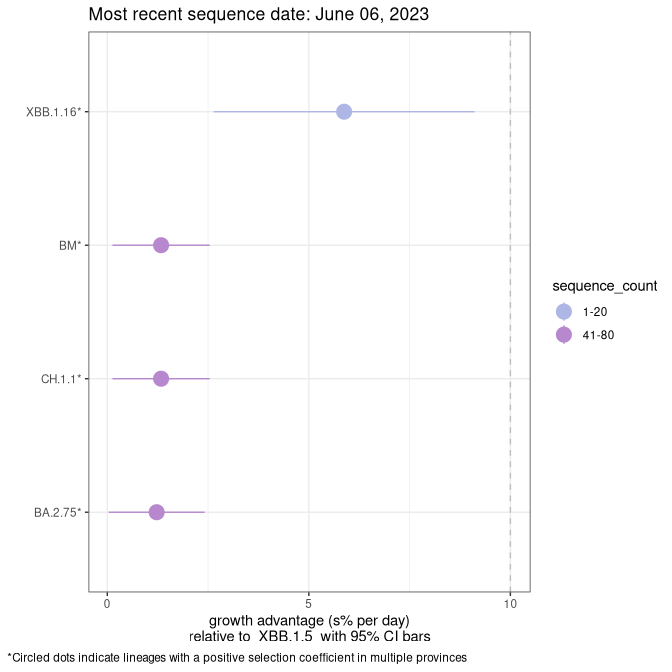 Most recent sequence date: June 06, 2023
XBB.1.16*
BM*
CH.1.1*
BA.2.75*
sequence_count
1-20
41-80
0 5 10
growth advantage (s% per day)
relative to  XBB.1.5  with 95% CI bars
*Circled dots indicate lineages with a positive selection coefficient in multiple provinces